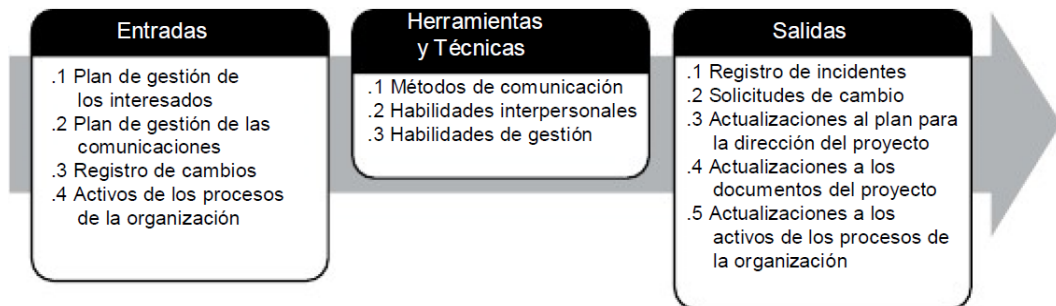 Entradas
.1 Plan de gestión de
los interesados
.2 Plan de gestión de las
comunicaciones
.3 Registro de cambios
.4 Activos de los procesos
de la organización
Herramientas
y Técnicas
.1 Métodos de comunicación
.2 Habilidades interpersonales
.3 Habilidades de gestión
Salidas
.1 Registro de incidentes
.2 Solicitudes de cambio
.3 Actualizaciones al plan para
la dirección del proyecto
.4 Actualizaciones a los
documentos del proyecto
.5 Actualizaciones a los
activos de los procesos de
la organización